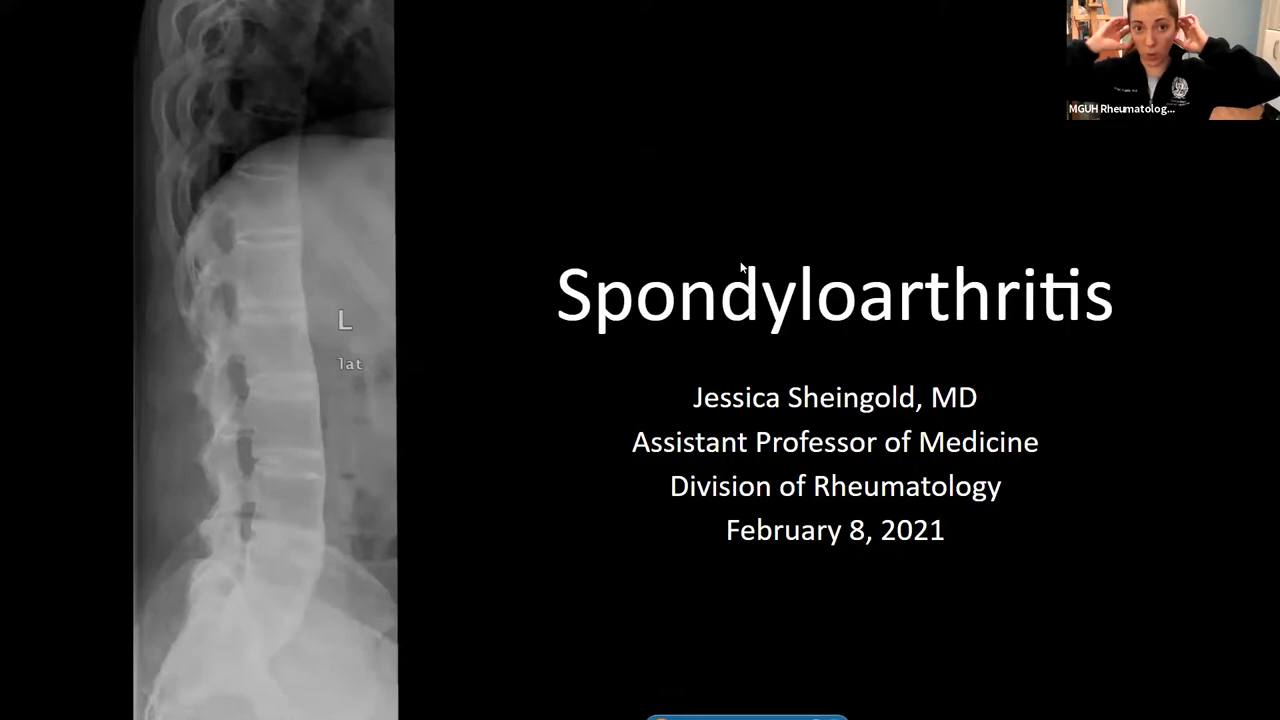 MGUH Rheumatolog...
L
lat
Spondyloarthritis
Jessica Sheingold, MD
Assistant Professor of Medicine
Division of Rheumatology
February 8, 2021